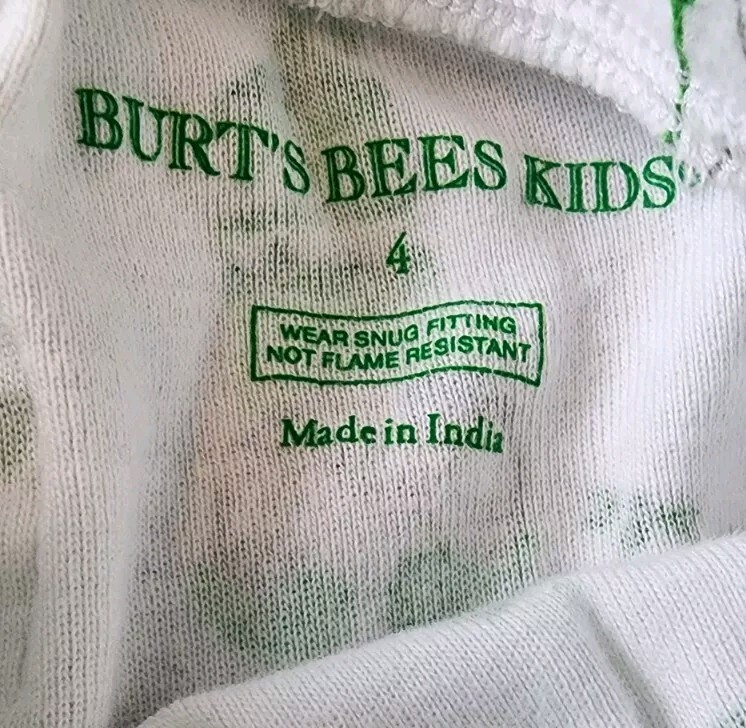 BURT'S BEES KIDS
4
WEAR SNUG FITTING
NOT FLAME RESISTANT
Made in India